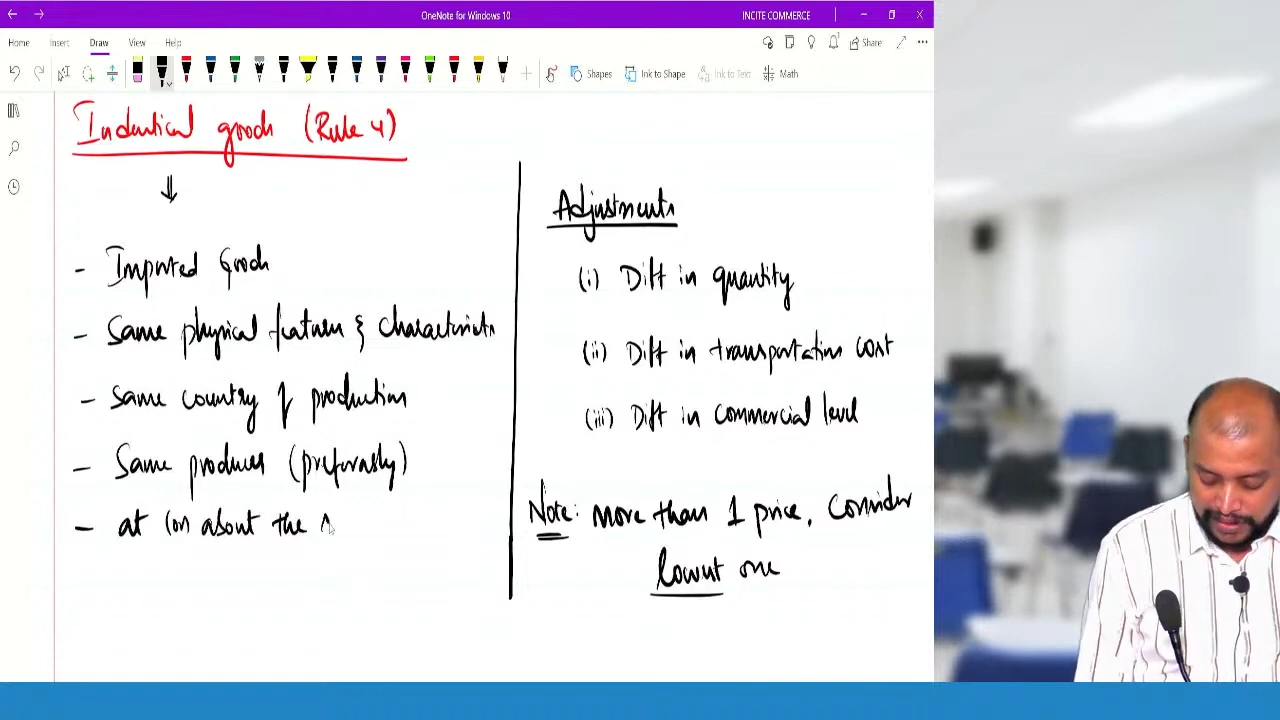 OneNote for Windows 10
INCITE COMMERCE
Home Insert Draw View Help
Share
Shapes Ink to Shape Ink to Text Math
Indentical goods (Rule 4)
- Imported Goods
- Same physical features & characteristics
- Same country of production
- Same producer (preferably)
- at (on about the
Adjustments
(i) Diff in quantity
(ii) Diff in transportation cost
(iii) Diff in commercial level
Note: more than 1 price, Consider
lowest one